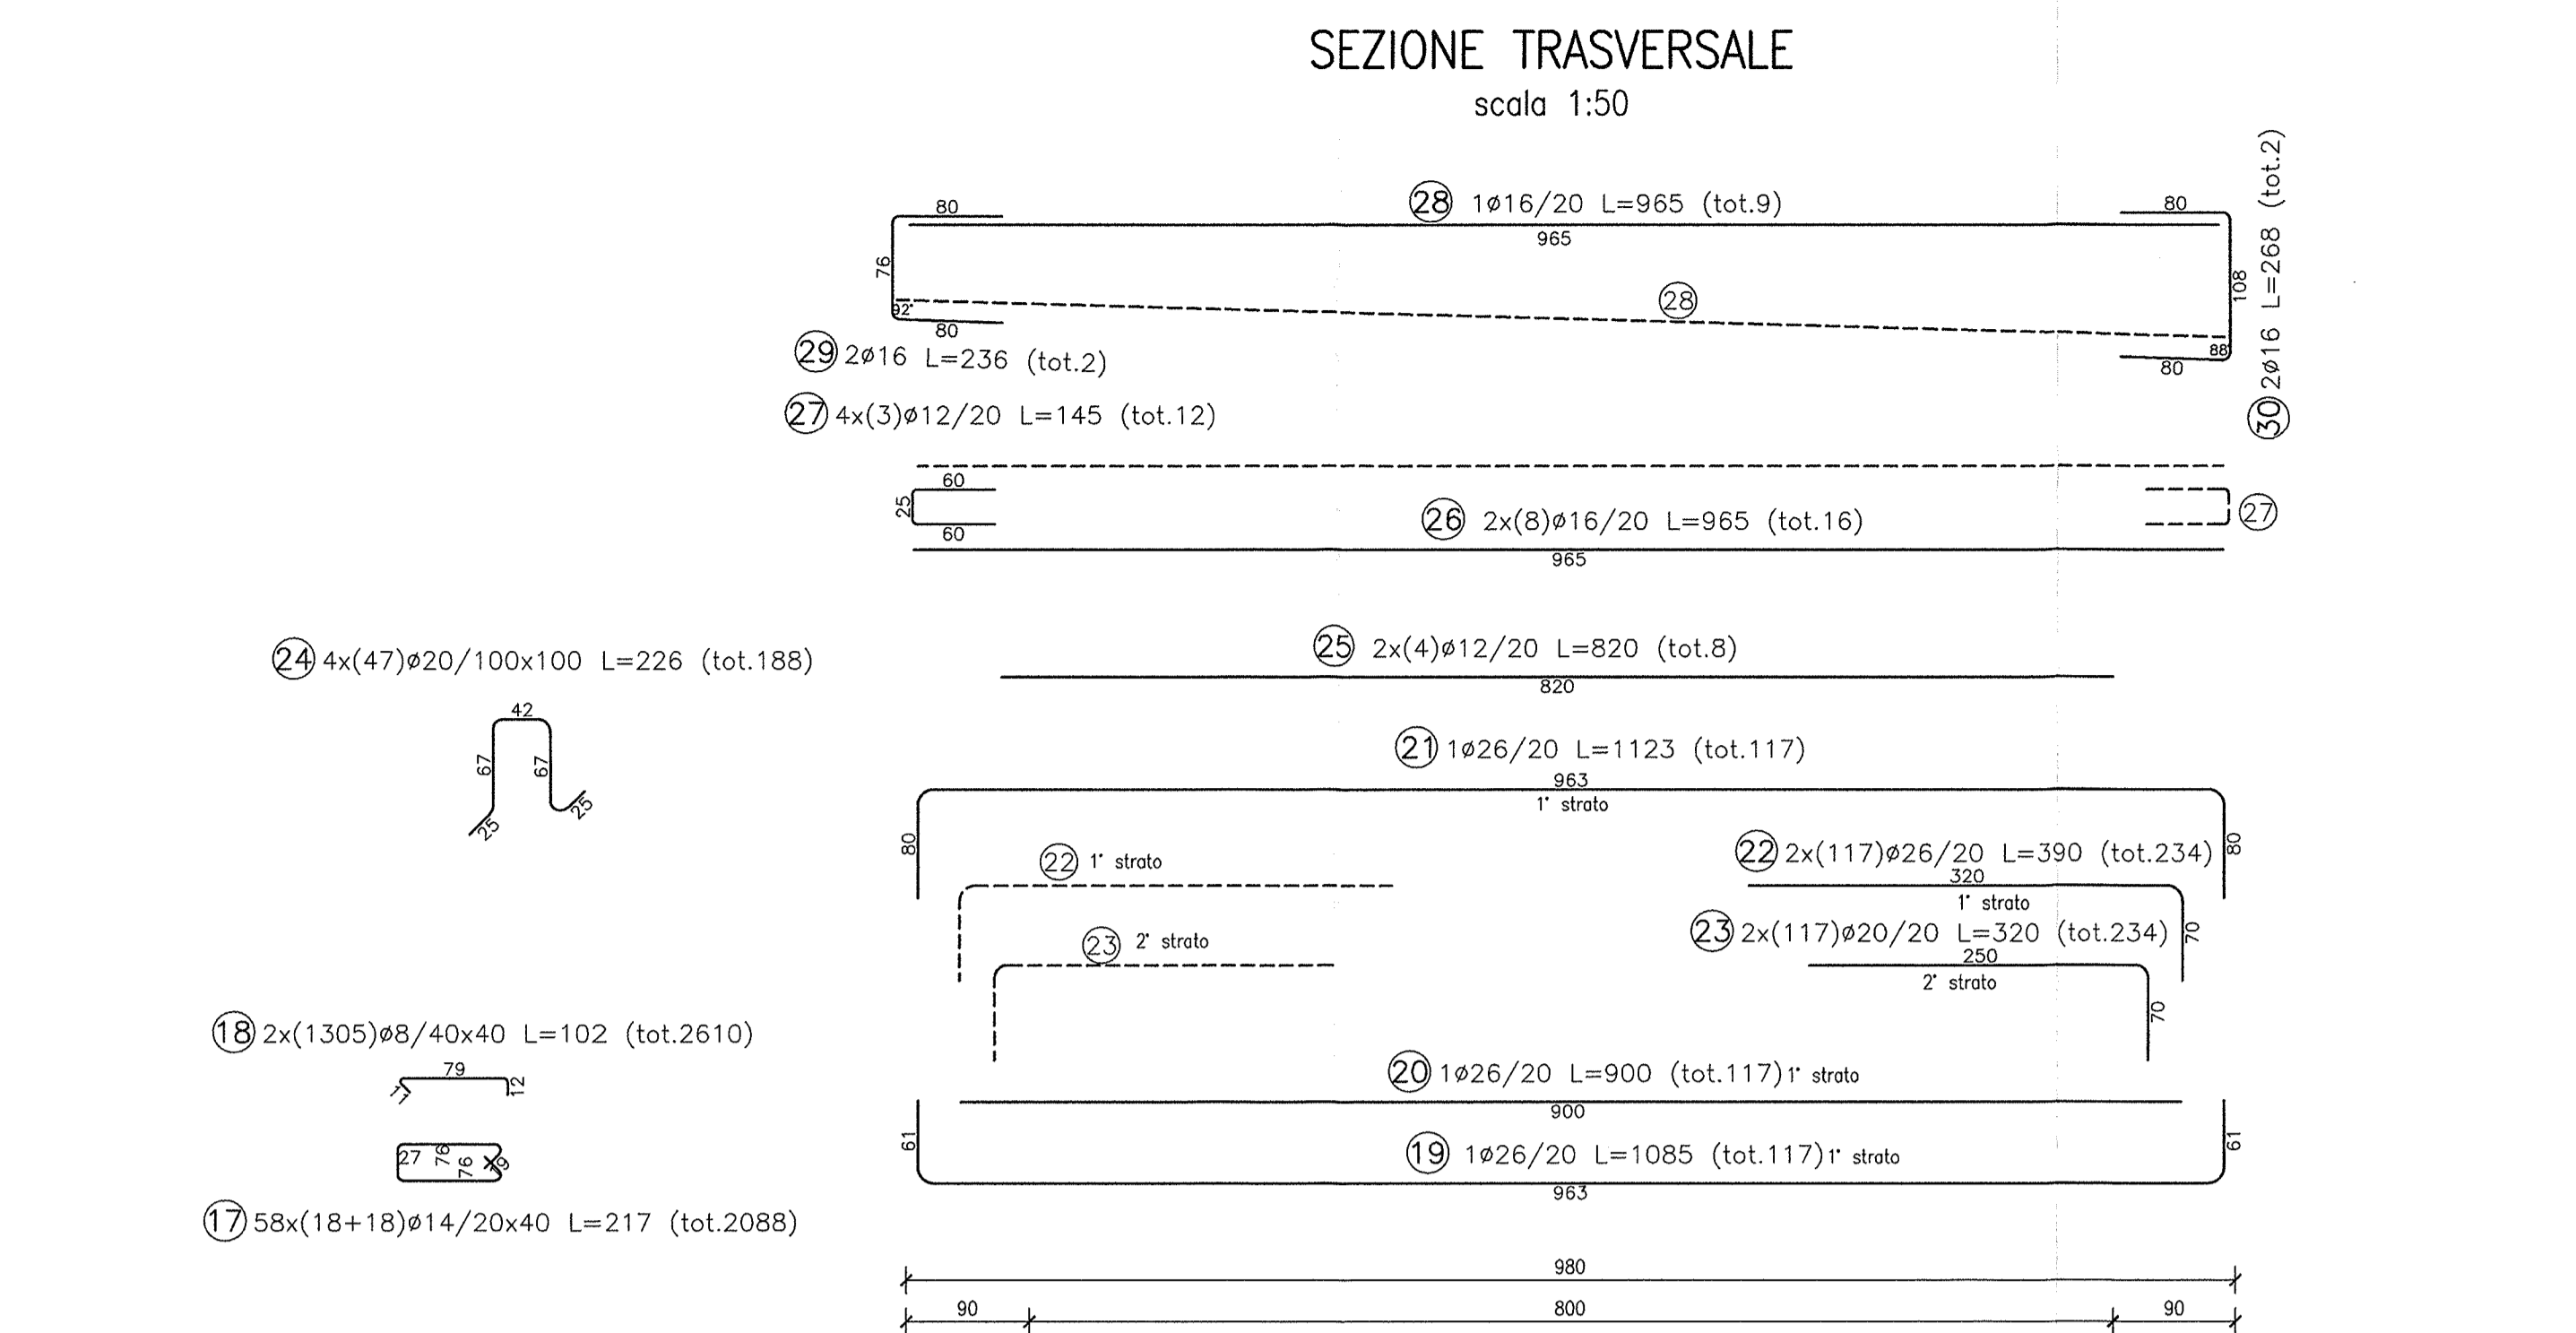 SEZIONE TRASVERSALE
scala 1:50
80
28 1ø16/20 L=965 (tot.9)
965
80
76
92°
80
28
108
88
80
29 2ø16 L=236 (tot.2)
30 2ø16 L=268 (tot.2)
27 4x(3)ø12/20 L=145 (tot.12)
60
25
60
26 2x(8)ø16/20 L=965 (tot.16)
965
27
24 4x(47)ø20/100x100 L=226 (tot.188)
42
67
67
25
25
25 2x(4)ø12/20 L=820 (tot.8)
820
21 1ø26/20 L=1123 (tot.117)
963
1° strato
80
80
22 1° strato
22 2x(117)ø26/20 L=390 (tot.234)
320
1° strato
70
23 2° strato
23 2x(117)ø20/20 L=320 (tot.234)
250
2° strato
70
18 2x(1305)ø8/40x40 L=102 (tot.2610)
79
11
12
20 1ø26/20 L=900 (tot.117) 1° strato
900
27 76 76 19
17 58x(18+18)ø14/20x40 L=217 (tot.2088)
61
61
19 1ø26/20 L=1085 (tot.117) 1° strato
963
980
90 800 90